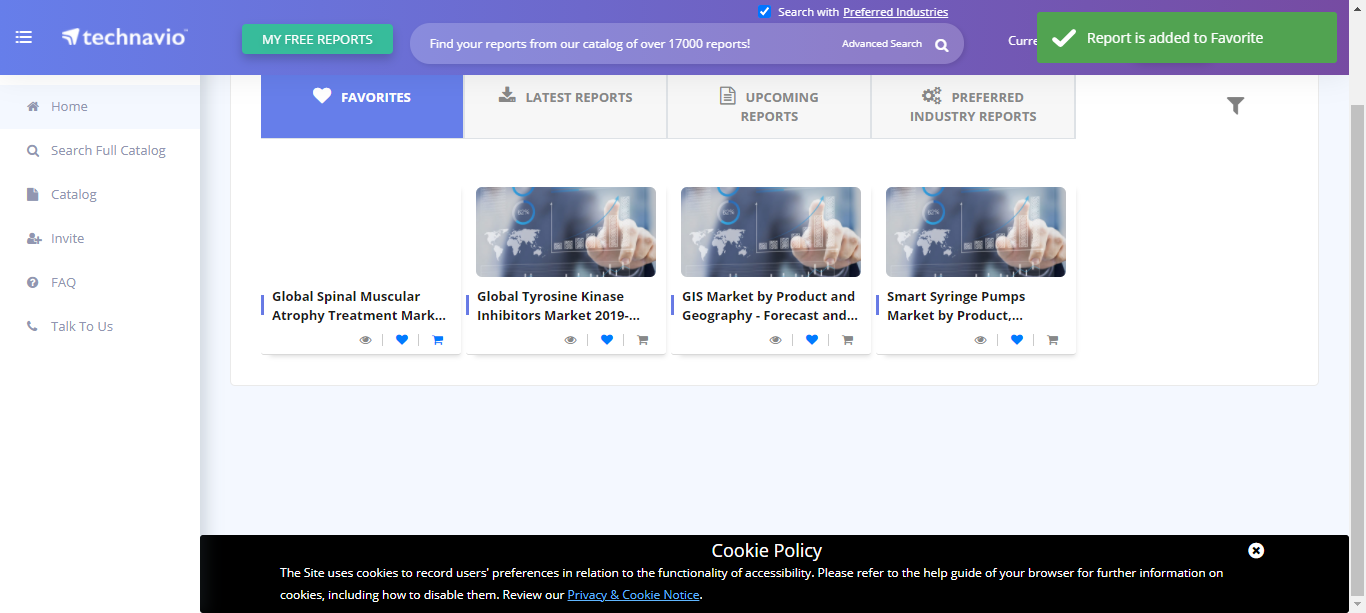 Search with Preferred Industries
technavio
MY FREE REPORTS
Find your reports from our catalog of over 17000 reports!
Advanced Search
Curre
Report is added to Favorite
Home
Search Full Catalog
Catalog
Invite
FAQ
Talk To Us
FAVORITES
LATEST REPORTS
UPCOMING
REPORTS
PREFERRED
INDUSTRY REPORTS
Global Spinal Muscular
Atrophy Treatment Mark...
Global Tyrosine Kinase
Inhibitors Market 2019-...
GIS Market by Product and
Geography - Forecast and...
Smart Syringe Pumps
Market by Product,...
Cookie Policy
The Site uses cookies to record users' preferences in relation to the functionality of accessibility. Please refer to the help guide of your browser for further information on
cookies, including how to disable them. Review our Privacy & Cookie Notice.